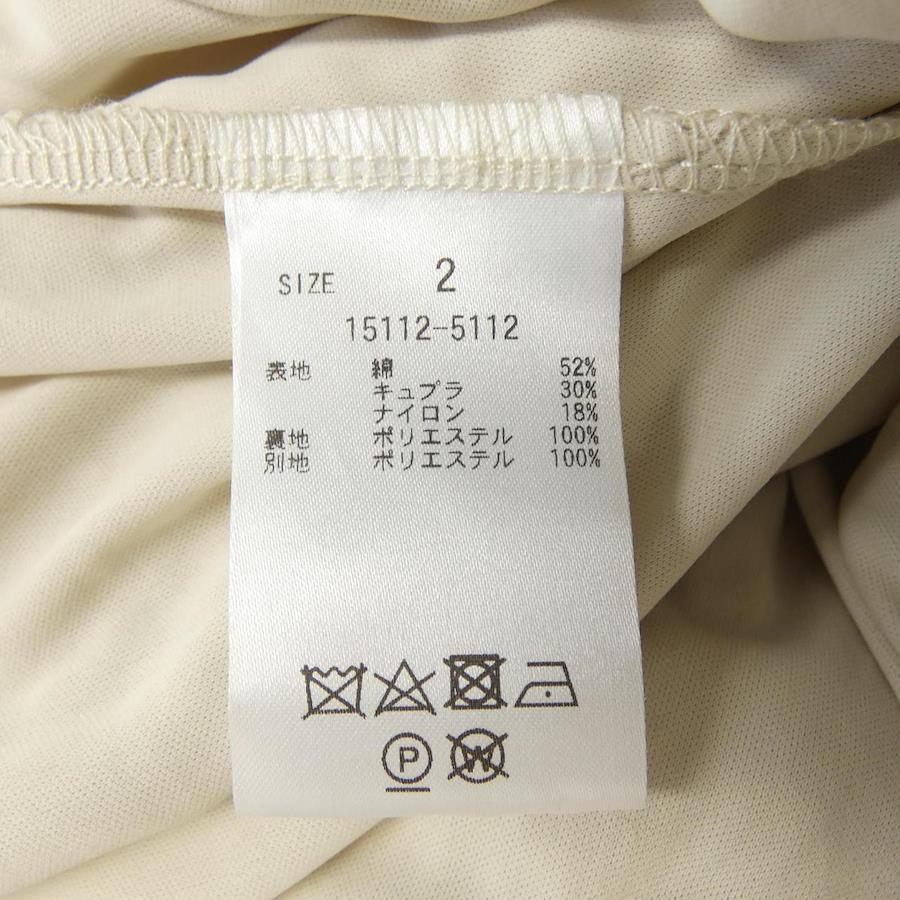 SIZE 2
15112-5112
表地 綿 52%
キュプラ 30%
ナイロン 18%
裏地 ポリエステル 100%
別地 ポリエステル 100%
P W